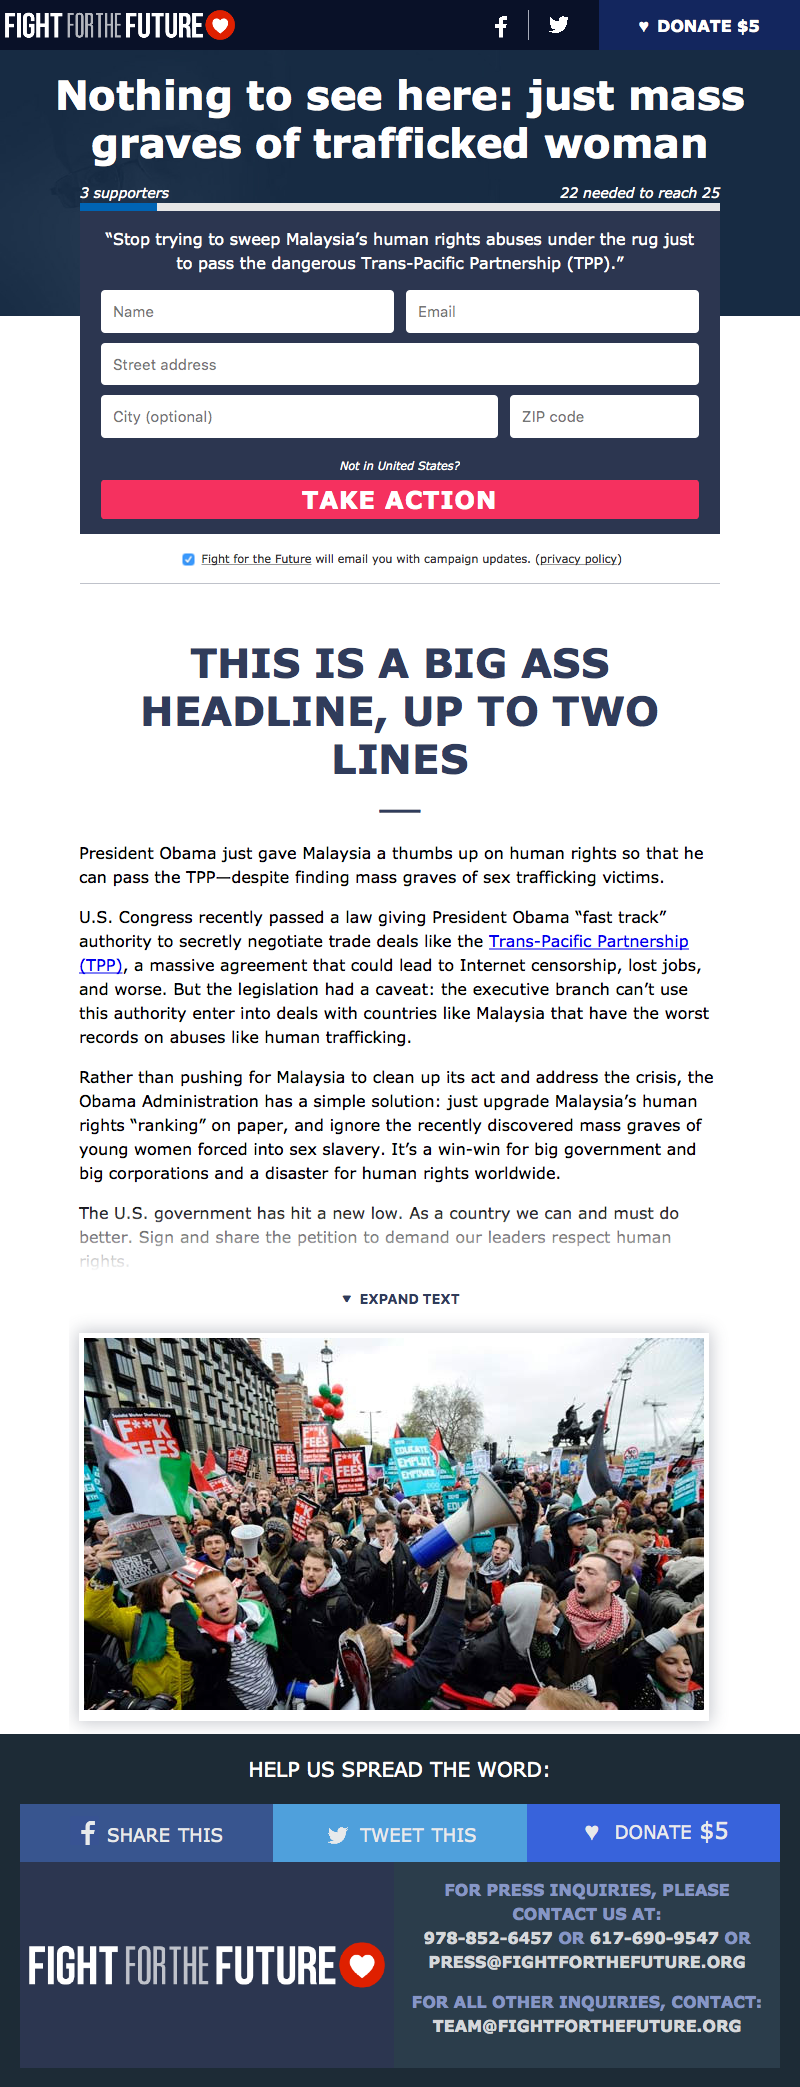 FIGHT FOR THE FUTURE
♥ DONATE $5
Nothing to see here: just mass
graves of trafficked woman
3 supporters
22 needed to reach 25
“Stop trying to sweep Malaysia’s human rights abuses under the rug just
to pass the dangerous Trans-Pacific Partnership (TPP).”
Name
Email
Street address
City (optional)
ZIP code
Not in United States?
TAKE ACTION
Fight for the Future will email you with campaign updates. (privacy policy)
THIS IS A BIG ASS
HEADLINE, UP TO TWO
LINES
President Obama just gave Malaysia a thumbs up on human rights so that he
can pass the TPP—despite finding mass graves of sex trafficking victims.
U.S. Congress recently passed a law giving President Obama “fast track”
authority to secretly negotiate trade deals like the Trans-Pacific Partnership
(TPP), a massive agreement that could lead to Internet censorship, lost jobs,
and worse. But the legislation had a caveat: the executive branch can’t use
this authority enter into deals with countries like Malaysia that have the worst
records on abuses like human trafficking.
Rather than pushing for Malaysia to clean up its act and address the crisis, the
Obama Administration has a simple solution: just upgrade Malaysia’s human
rights “ranking” on paper, and ignore the recently discovered mass graves of
young women forced into sex slavery. It’s a win-win for big government and
big corporations and a disaster for human rights worldwide.
The U.S. government has hit a new low. As a country we can and must do
better. Sign and share the petition to demand our leaders respect human
rights.
▼ EXPAND TEXT
F**K
FEES
F**K
FEES
F**K
FEES
EDUCATE
EMPLOY
EMPOWER
HELP US SPREAD THE WORD:
SHARE THIS
TWEET THIS
♥ DONATE $5
FIGHT FOR THE FUTURE
FOR PRESS INQUIRIES, PLEASE
CONTACT US AT:
978-852-6457 OR 617-690-9547 OR
PRESS@FIGHTFORTHEFUTURE.ORG
FOR ALL OTHER INQUIRIES, CONTACT:
TEAM@FIGHTFORTHEFUTURE.ORG